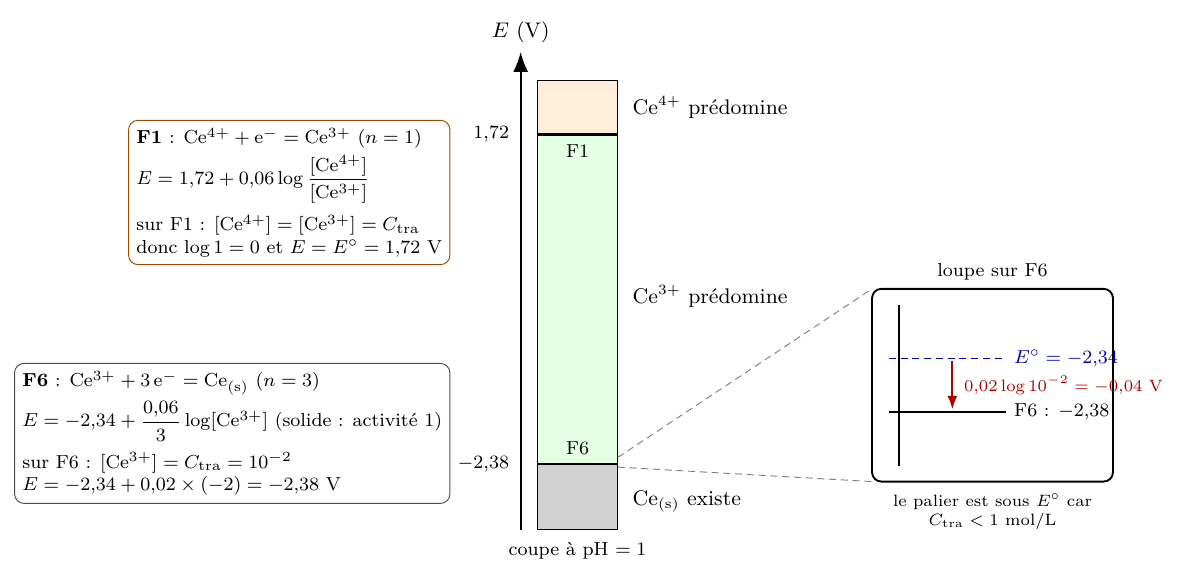 E (V)
Ce⁴⁺ prédomine
1,72
F1
F1 : Ce⁴⁺ + e⁻ = Ce³⁺ (n = 1)
E = 1,72 + 0,06 log [Ce⁴⁺]/[Ce³⁺]
sur F1 : [Ce⁴⁺] = [Ce³⁺] = C_tra
donc log 1 = 0 et E = E° = 1,72 V
Ce³⁺ prédomine
F6 : Ce³⁺ + 3 e⁻ = Ce₍s₎ (n = 3)
E = −2,34 + 0,06/3 log[Ce³⁺] (solide : activité 1)
sur F6 : [Ce³⁺] = C_tra = 10⁻²
E = −2,34 + 0,02 × (−2) = −2,38 V
F6
−2,38
Ce₍s₎ existe
coupe à pH = 1
loupe sur F6
E° = −2,34
0,02 log 10⁻² = −0,04 V
F6 : −2,38
le palier est sous E° car
C_tra < 1 mol/L